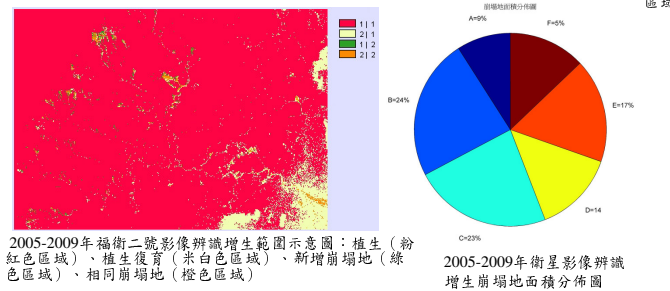 區域
崩塌地面積分佈圖
1 | 1
2 | 1
1 | 2
2 | 2
A=9%
F=5%
B=24%
E=17%
D=14
C=23%
2005-2009年福衛二號影像辨識增生範圍示意圖：植生（粉
紅色區域）、植生復育（米白色區域）、新增崩塌地（綠
色區域）、相同崩塌地（橙色區域）
2005-2009年衛星影像辨識
增生崩塌地面積分佈圖